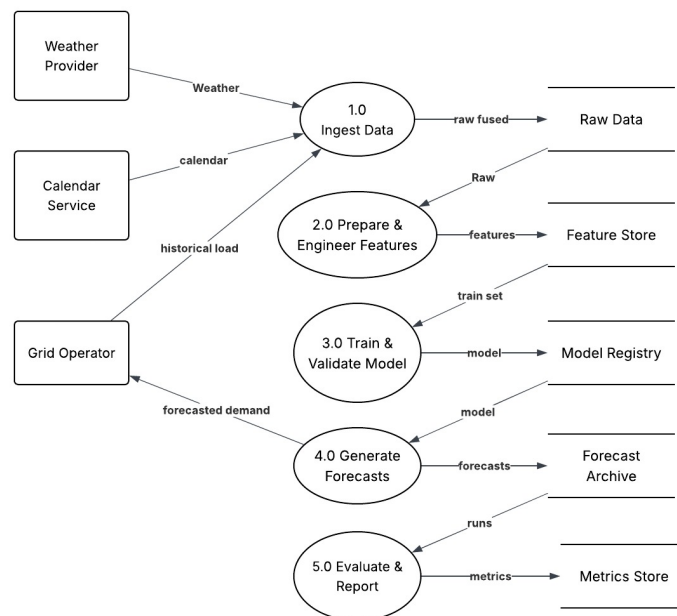 Weather
Provider
Weather
1.0
Ingest Data
raw fused
Raw Data
Calendar
Service
calendar
Raw
historical load
2.0 Prepare &
Engineer Features
features
Feature Store
train set
Grid Operator
3.0 Train &
Validate Model
model
Model Registry
forecasted demand
model
4.0 Generate
Forecasts
forecasts
Forecast
Archive
runs
5.0 Evaluate &
Report
metrics
Metrics Store